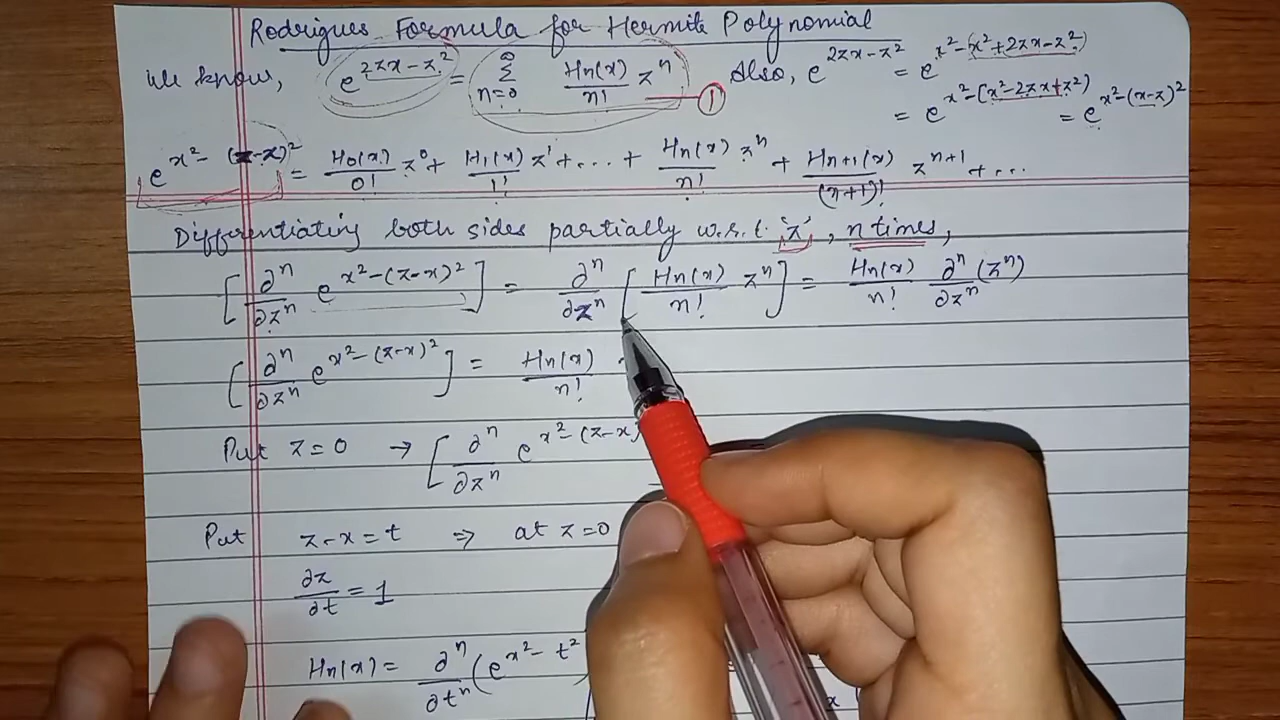 Rodrigues Formula for Hermite Polynomial
We know, e^{2zx-z²} = ∞ Σ n=0 Hn(x)/n! z^n — ① Also, e^{2zx-z²} = e^{x²-(x²+2zx-z²)}
= e^{x²-(x²-2zx+z²)} = e^{x²-(x-z)²}
e^{x²-(z-x)²} = H₀(x)/0! z⁰ + H₁(x)/1! z¹ + ... + Hn(x)/n! z^n + Hn+1(x)/(n+1)! z^{n+1} + ...
Differentiating both sides partially w.r.t. 'z', n times,
[∂^n/∂z^n e^{x²-(z-x)²}] = ∂^n/∂z^n [Hn(x)/n! z^n] = Hn(x)/n! ∂^n/∂z^n (z^n)
[∂^n/∂z^n e^{x²-(z-x)²}] = Hn(x)/n!
Put z=0 → [∂^n/∂z^n e^{x²-(z-x)
Put z-x=t ⇒ at z=0
∂z/∂t = 1
Hn(x) = ∂^n/∂t^n (e^{x²-t²}
x